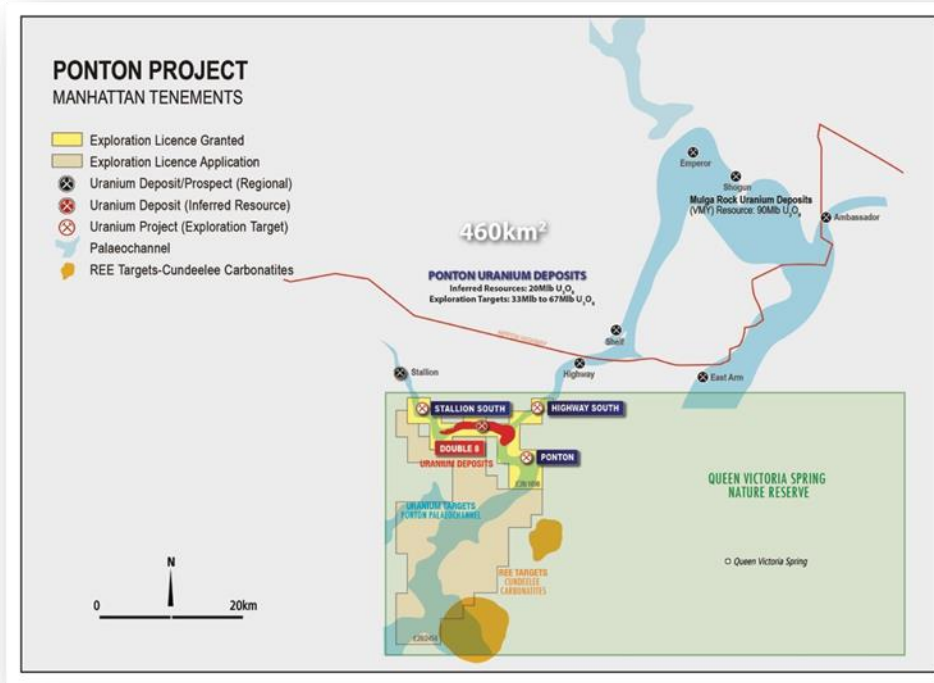 PONTON PROJECT
MANHATTAN TENEMENTS
Exploration Licence Granted
Exploration Licence Application
Uranium Deposit/Prospect (Regional)
Uranium Deposit (Inferred Resource)
Uranium Project (Exploration Target)
Palaeochannel
REE Targets-Cundeelee Carbonatites
460km²
PONTON URANIUM DEPOSITS
Inferred Resources: 20Mlb U₃O₈
Exploration Targets: 33Mlb to 67Mlb U₃O₈
Emperor
Shogun
Mulga Rock Uranium Deposits
(VMY) Resource: 90Mlb U₃O₈
Ambassador
Shelf
Highway
East Arm
Stallion
STALLION SOUTH
HIGHWAY SOUTH
DOUBLE 8
URANIUM DEPOSITS
PONTON
URANIUM TARGETS
PONTON PALAEOCHANNEL
QUEEN VICTORIA SPRING
NATURE RESERVE
Queen Victoria Spring
REE TARGETS
CUNDEELEE
CARBONATITES
N
0
20km